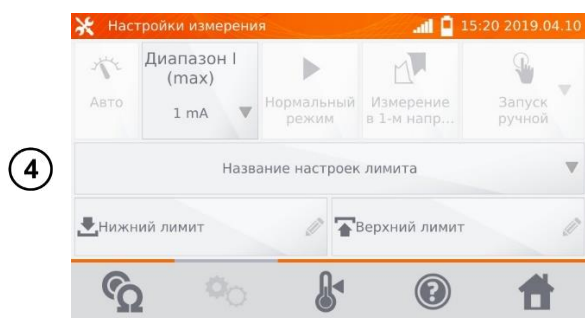 Настройки измерения 15:20 2019.04.10
Диапазон I
(max)
1 mA
Авто
Нормальный
режим
Измерение
в 1-м напр...
Запуск
ручной
4
Название настроек лимита
Нижний лимит
Верхний лимит